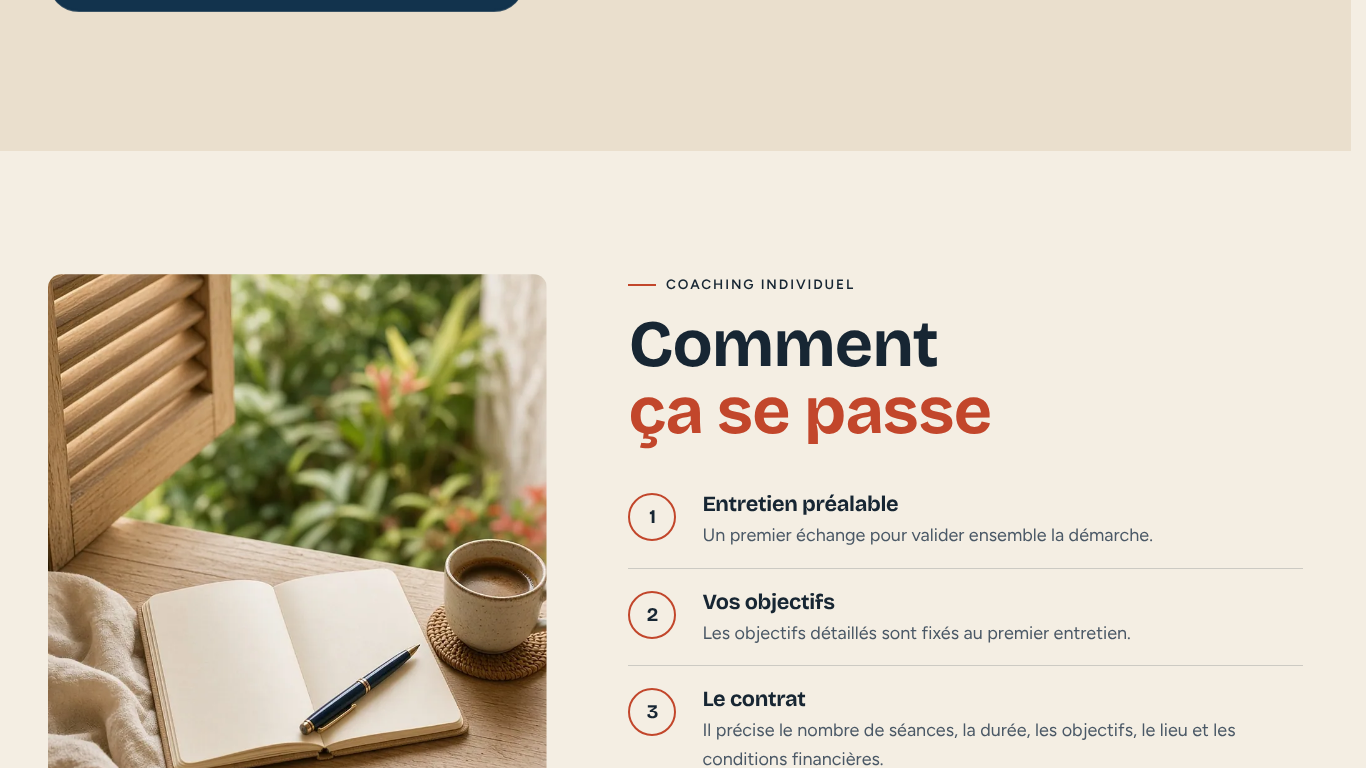 COACHING INDIVIDUEL
Comment
ça se passe
1
Entretien préalable
Un premier échange pour valider ensemble la démarche.
2
Vos objectifs
Les objectifs détaillés sont fixés au premier entretien.
3
Le contrat
Il précise le nombre de séances, la durée, les objectifs, le lieu et les
conditions financières.